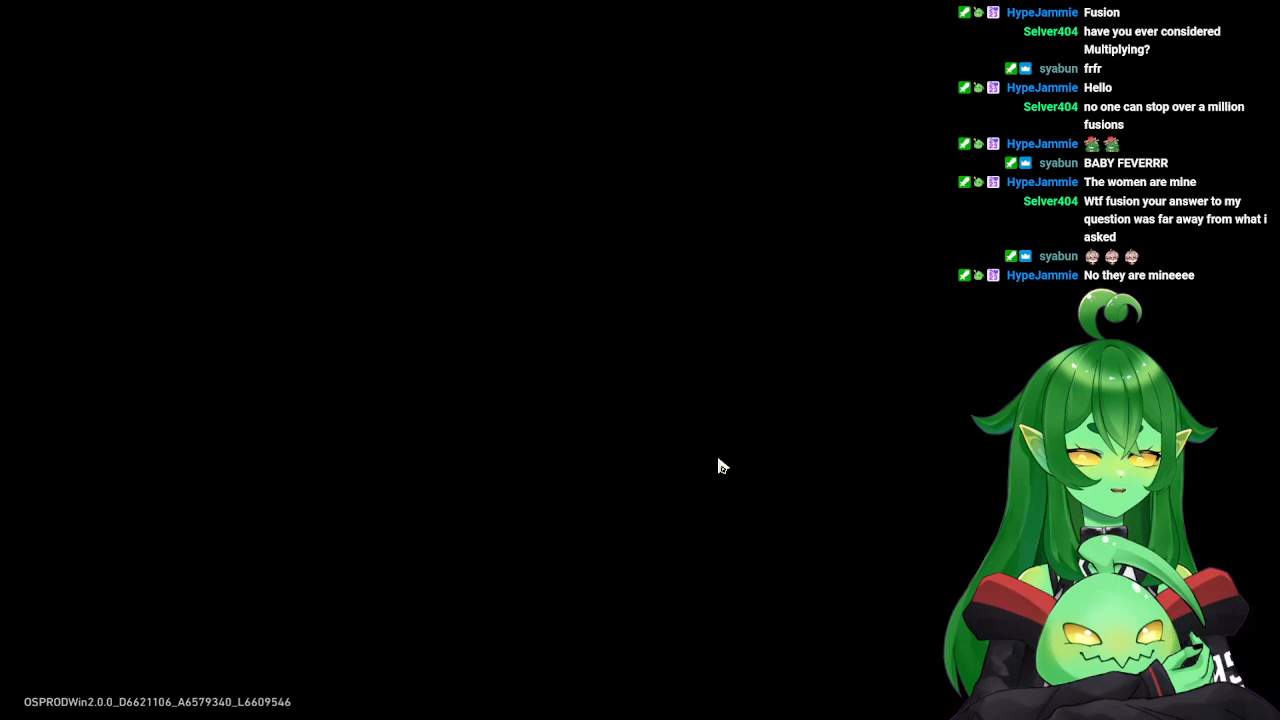 HypeJammie Fusion
Selver404 have you ever considered
Multiplying?
syabun frfr
HypeJammie Hello
Selver404 no one can stop over a million
fusions
HypeJammie
syabun BABY FEVERRR
HypeJammie The women are mine
Selver404 Wtf fusion your answer to my
question was far away from what i
asked
syabun
HypeJammie No they are mineeee
OSPRODWin2.0.0_D6621106_A6579340_L6609546